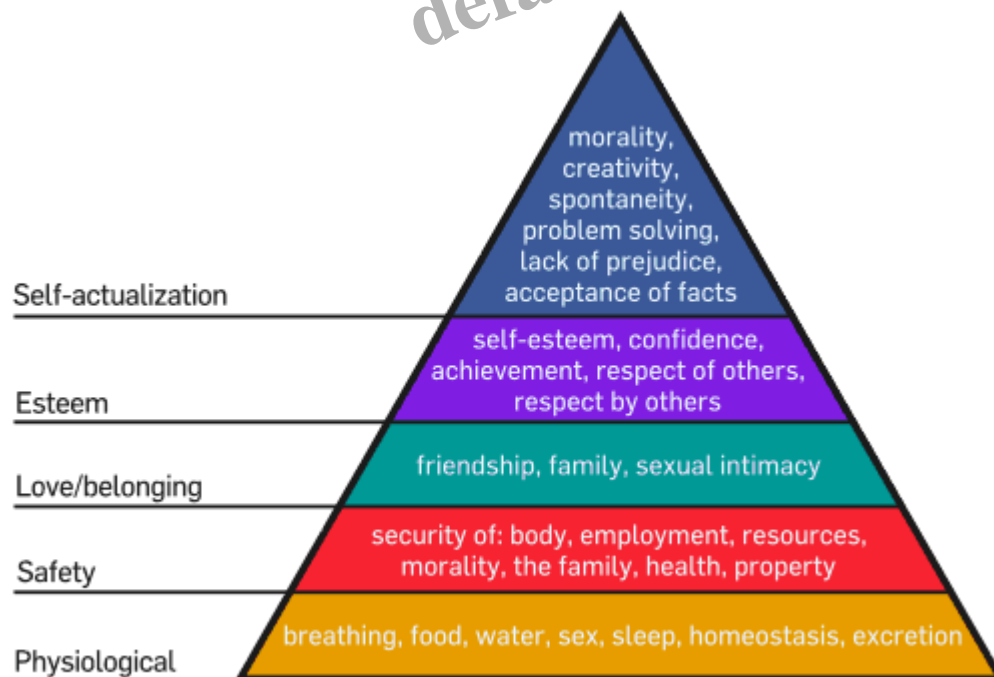 morality,
creativity,
spontaneity,
problem solving,
lack of prejudice,
acceptance of facts
Self-actualization
self-esteem, confidence,
achievement, respect of others,
respect by others
Esteem
friendship, family, sexual intimacy
Love/belonging
security of: body, employment, resources,
morality, the family, health, property
Safety
breathing, food, water, sex, sleep, homeostasis, excretion
Physiological